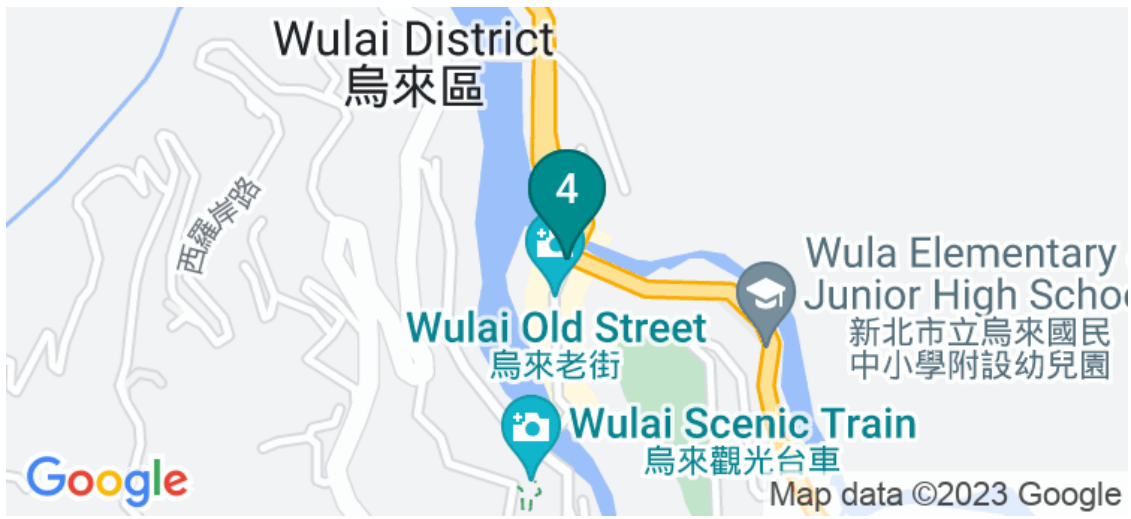 Wulai District
烏來區
4
西羅岸路
Wula Elementary
Junior High Schoo
新北市立烏來國民
中小學附設幼兒園
Wulai Old Street
烏來老街
Wulai Scenic Train
烏來觀光台車
Google
Map data ©2023 Google